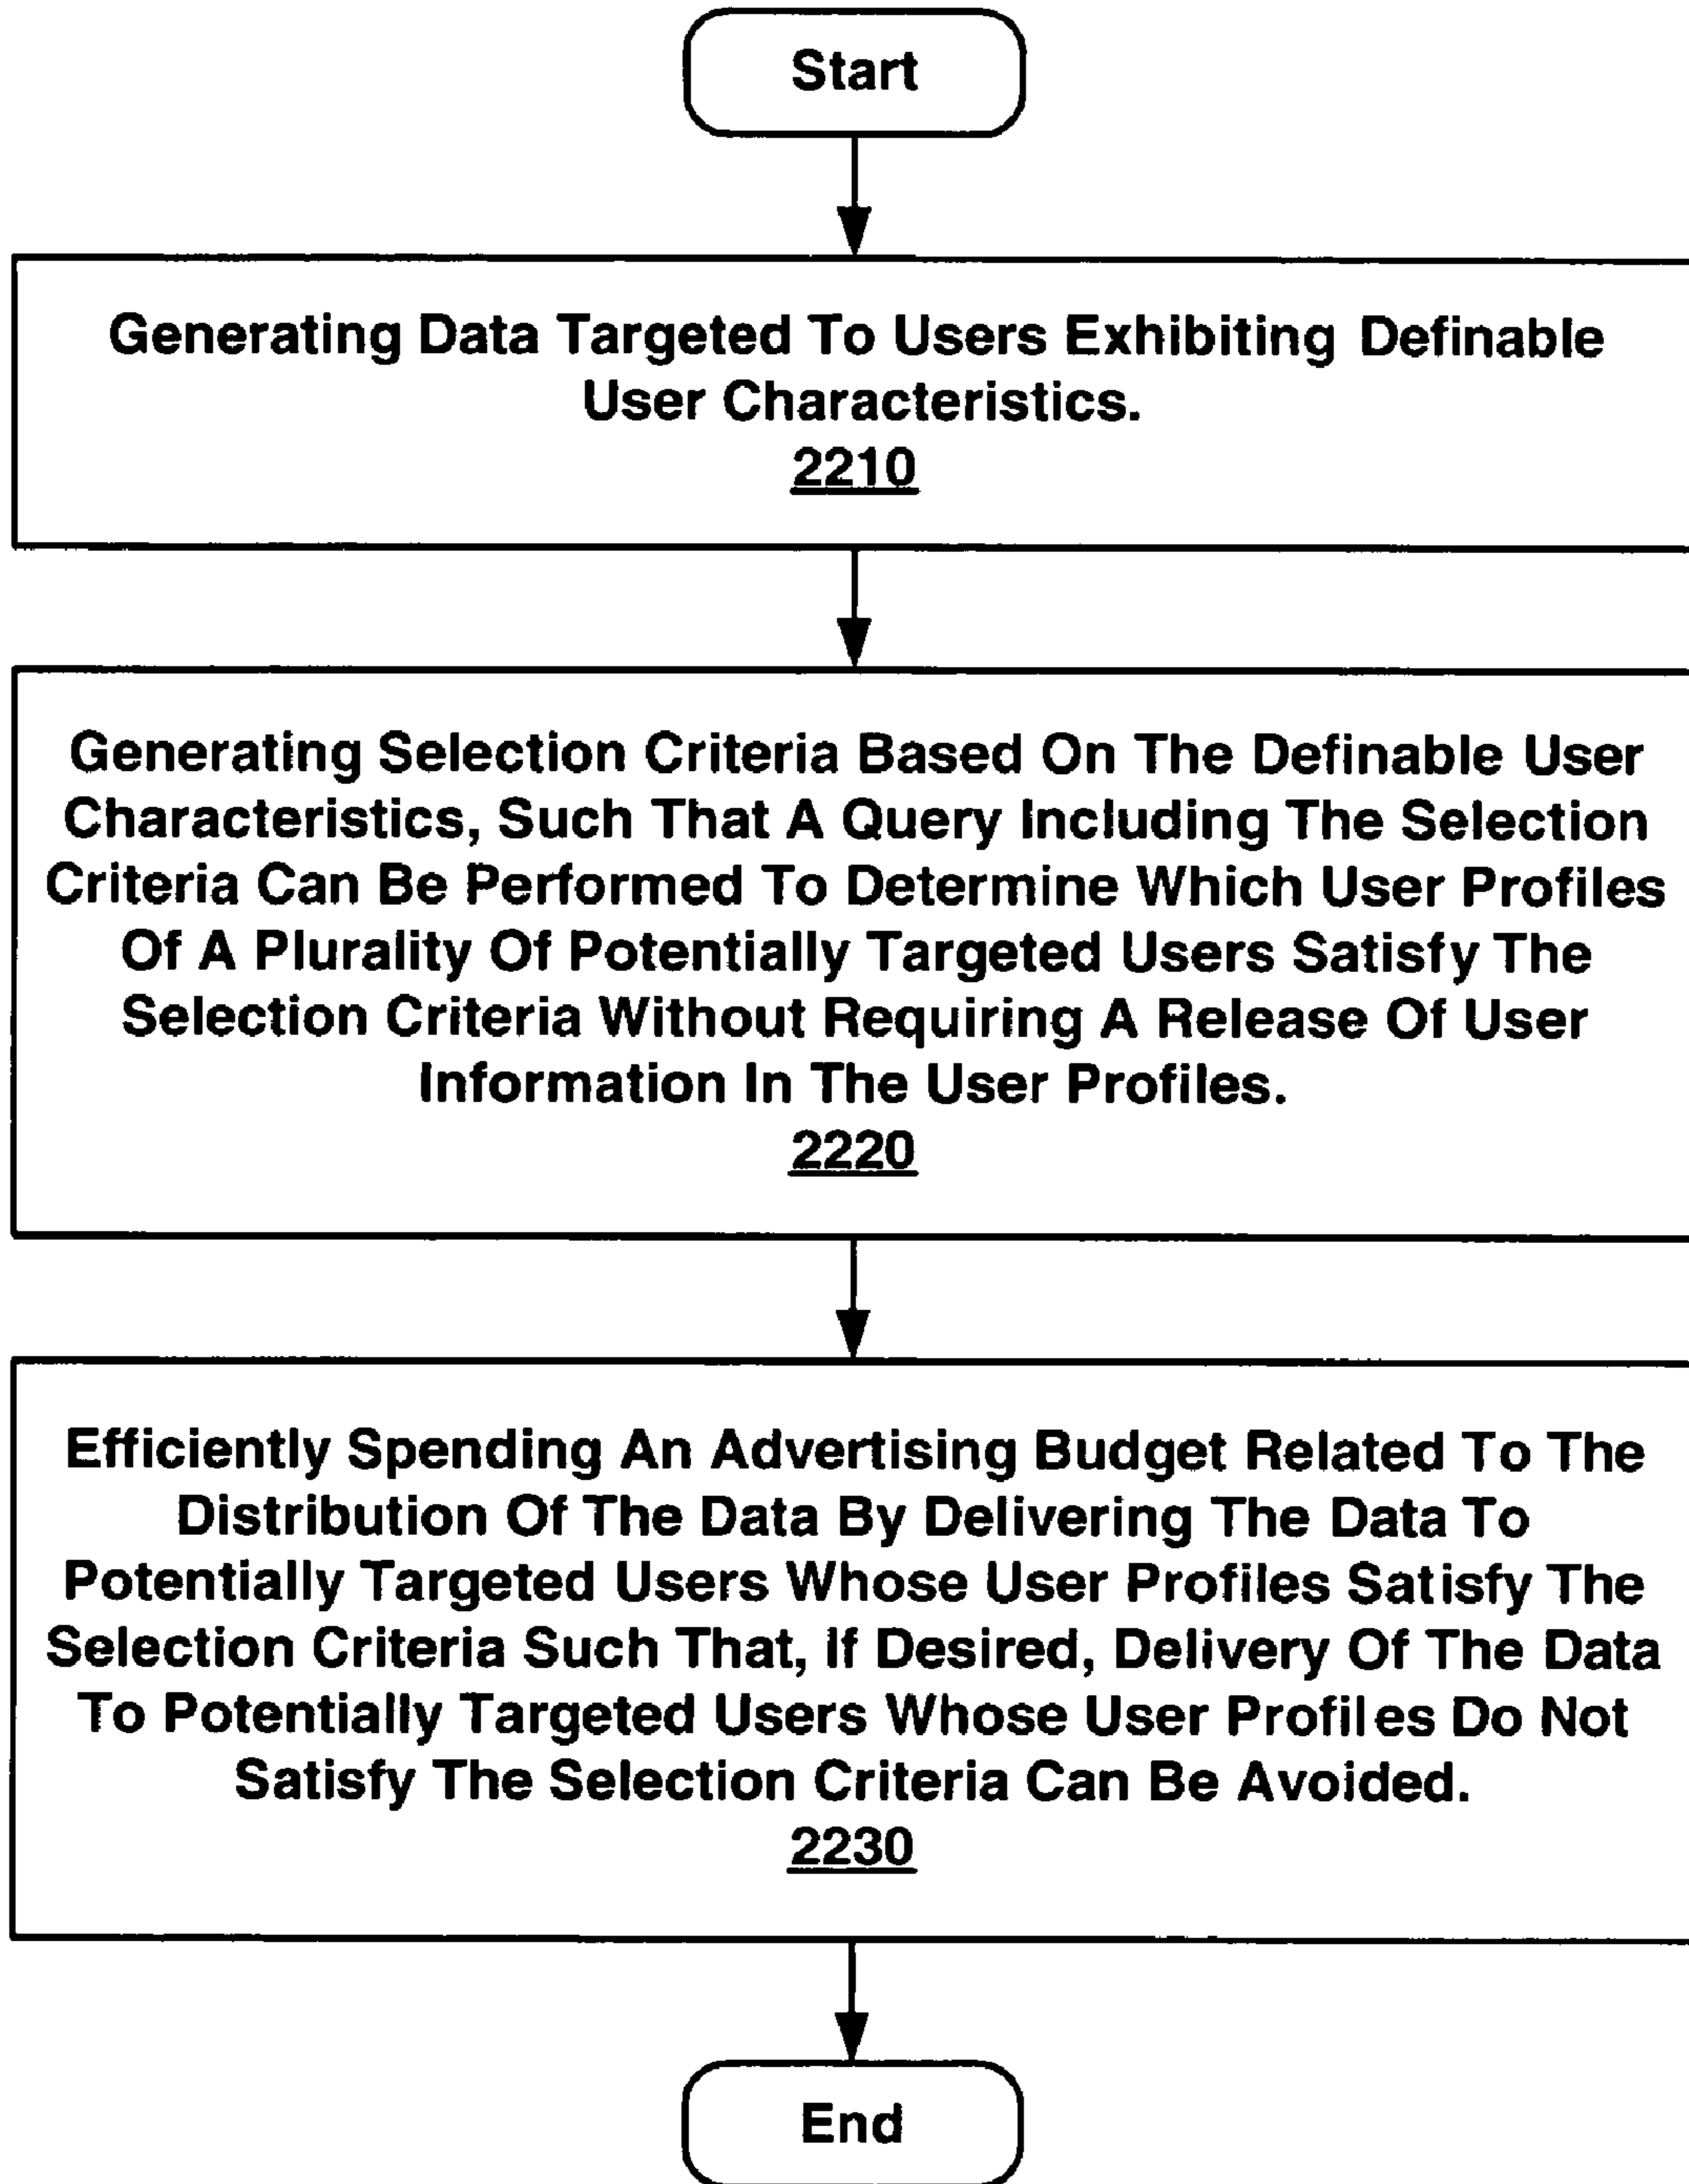 Start
Generating Data Targeted To Users Exhibiting Definable
User Characteristics.
2210
Generating Selection Criteria Based On The Definable User
Characteristics, Such That A Query Including The Selection
Criteria Can Be Performed To Determine Which User Profiles
Of A Plurality Of Potentially Targeted Users Satisfy The
Selection Criteria Without Requiring A Release Of User
Information In The User Profiles.
2220
Efficiently Spending An Advertising Budget Related To The
Distribution Of The Data By Delivering The Data To
Potentially Targeted Users Whose User Profiles Satisfy The
Selection Criteria Such That, If Desired, Delivery Of The Data
To Potentially Targeted Users Whose User Profiles Do Not
Satisfy The Selection Criteria Can Be Avoided.
2230
End